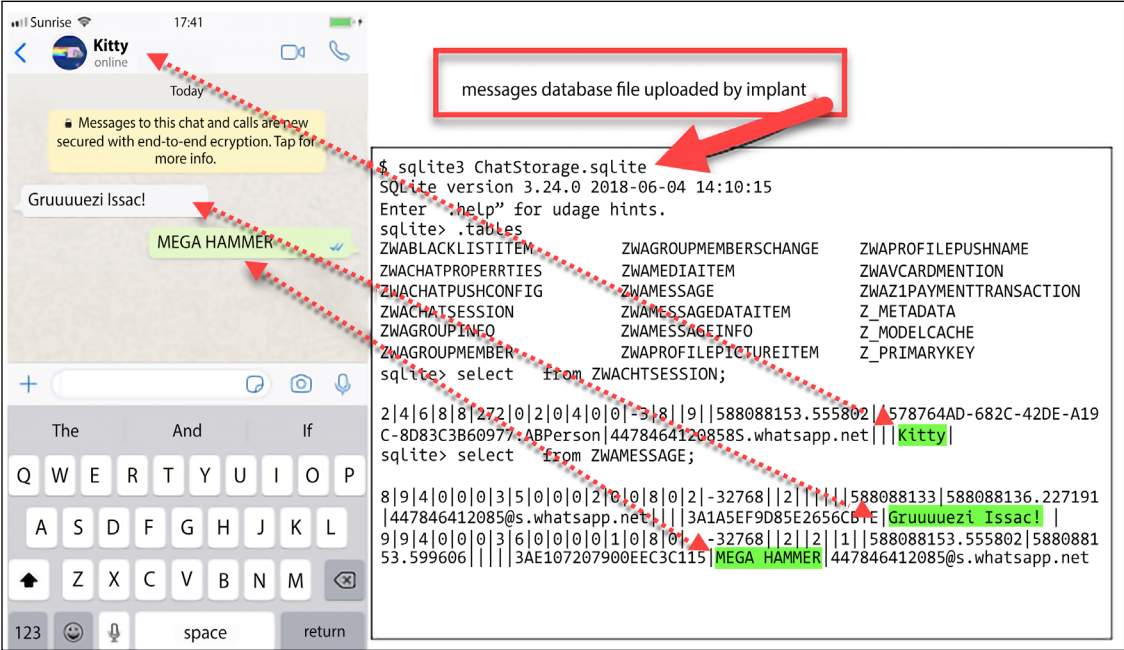 Sunrise 17:41
Kitty
online
Today
Messages to this chat and calls are new
secured with end-to-end ecryption. Tap for
more info.
Gruuuuezi Issac!
MEGA HAMMER
The And If
Q W E R T Y U I O P
A S D F G H J K L
Z X C V B N M
123 space return
messages database file uploaded by implant
$ sqlite3 ChatStorage.sqlite
SQLite version 3.24.0 2018-06-04 14:10:15
Enter ".help” for udage hints.
sqlite> .tables
ZWABLACKLISTITEM ZWAGROUPMEMBERSCHANGE ZWAPROFILEPUSHNAME
ZWACHATPROPERRTIES ZWAMEDIAITEM ZWAVCARDMENTION
ZWACHATPUSHCONFIG ZWAMESSAGE ZWAZ1PAYMENTTRANSACTION
ZWACHATSESSION ZWAMESSAGEDATAITEM Z_METADATA
ZWAGROUPINFO ZWAMESSAGEINFO Z_MODELCACHE
ZWAGROUPMEMBER ZWAPROFILEPICTUREITEM Z_PRIMARYKEY
sqlite> select from ZWACHTSESSION;
2|4|6|8|8|272|0|2|0|4|0|0|-3|8||9||588088153.555802||578764AD-682C-42DE-A19
C-8D83C3B60977:ABPerson|4478464120858S.whatsapp.net|||Kitty|
sqlite> select from ZWAMESSAGE;
8|9|4|0|0|0|3|5|0|0|0|2|0|0|8|0|2|-32768||2||||||588088133|588088136.227191
|447846412085@s.whatsapp.net||||3A1A5EF9D85E2656CBTE|Gruuuuezi Issac! |
9|9|4|0|0|0|3|6|0|0|0|0|1|0|8|0| -32768||2||2||1||588088153.555802|5880881
53.599606|||||3AE107207900EEC3C115|MEGA HAMMER|447846412085@s.whatsapp.net